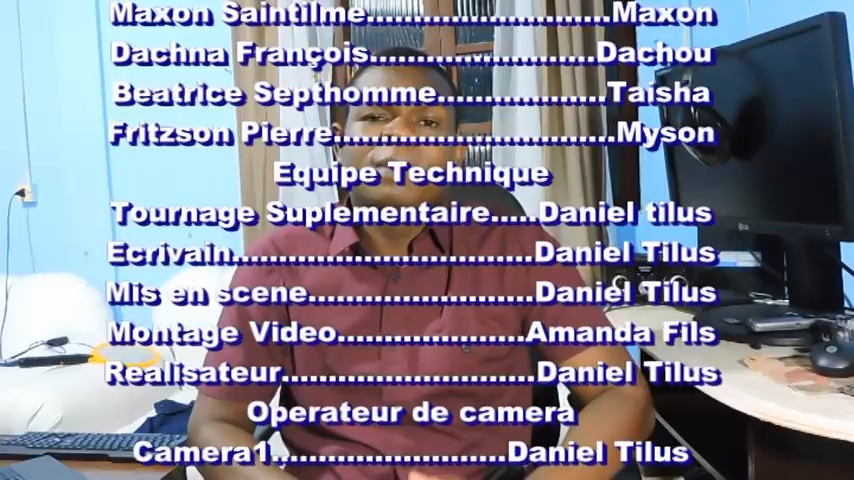 Maxon Saintilme...........................Maxon
Dachna François.........................Dachou
Beatrice Septhomme...................Taisha
Fritzson Pierre...............................Myson
Equipe Technique
Tournage Suplementaire.....Daniel tilus
Ecrivain.................................Daniel Tilus
Mis en scene.........................Daniel Tilus
Montage Video.....................Amanda Fils
Realisateur............................Daniel Tilus
Operateur de camera
Camera1..........................Daniel Tilus